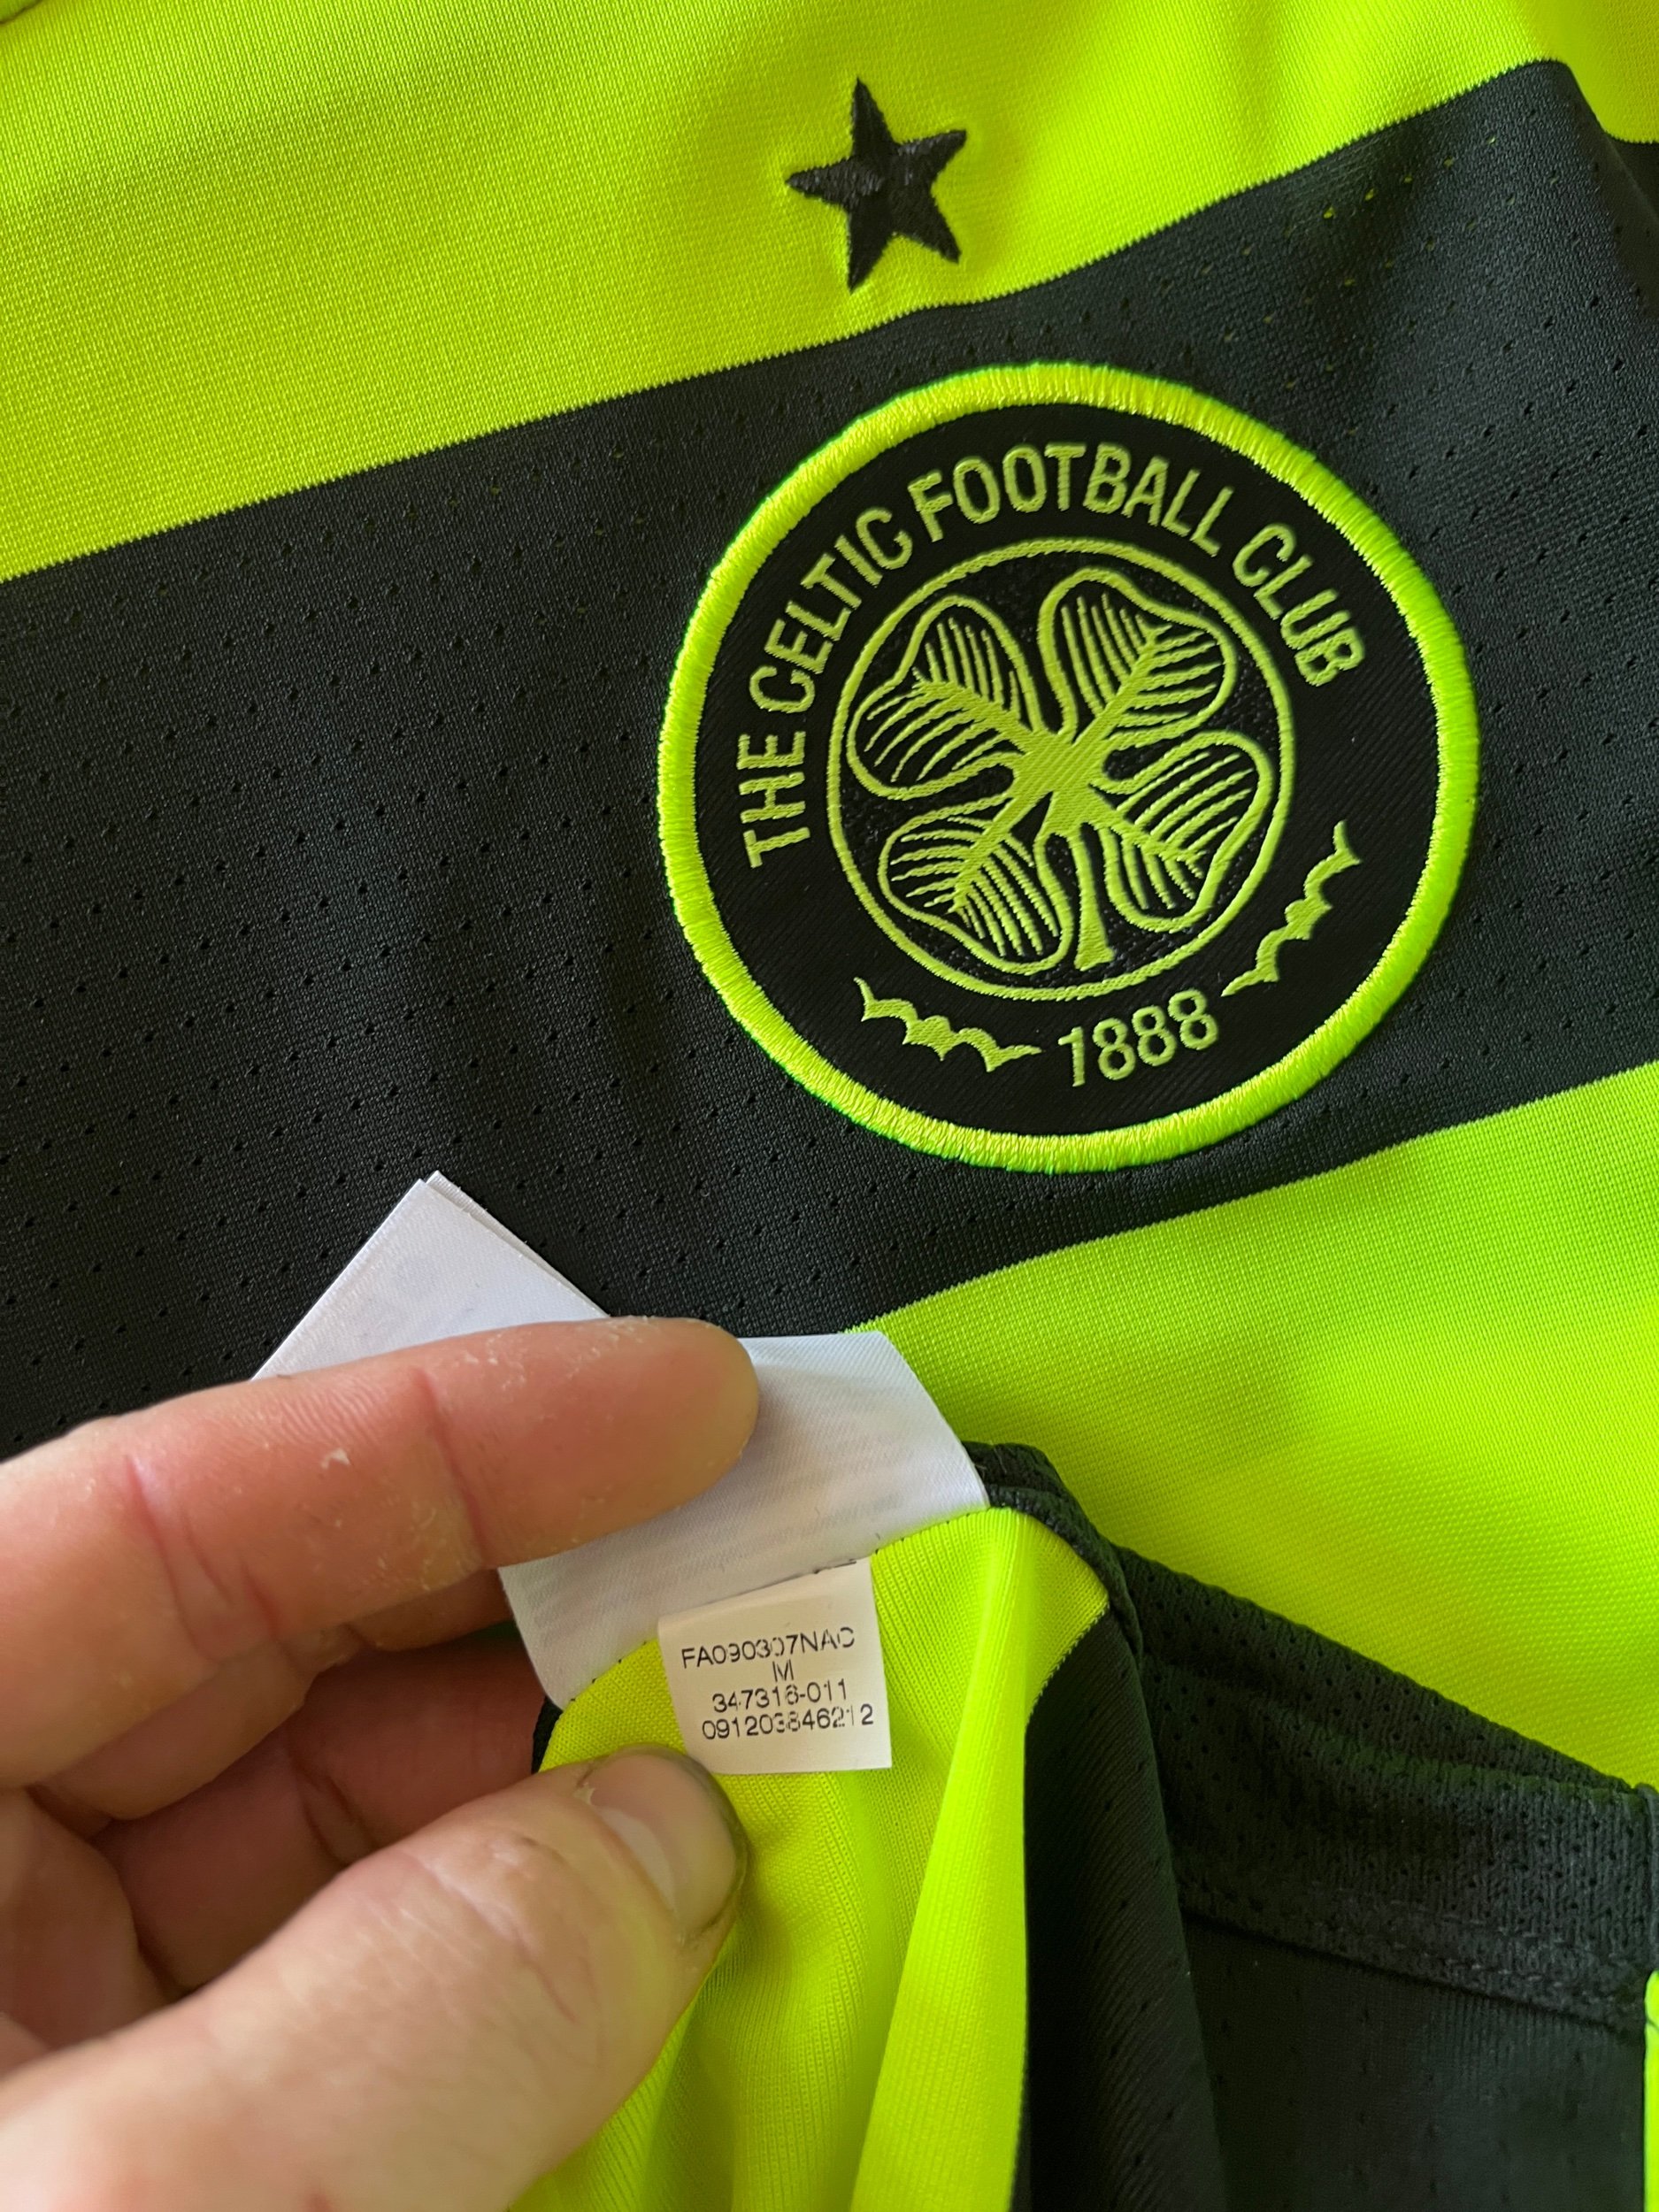 THE CELTIC FOOTBALL CLUB
1888
FA090307NAC
M
347316-011
091203846212